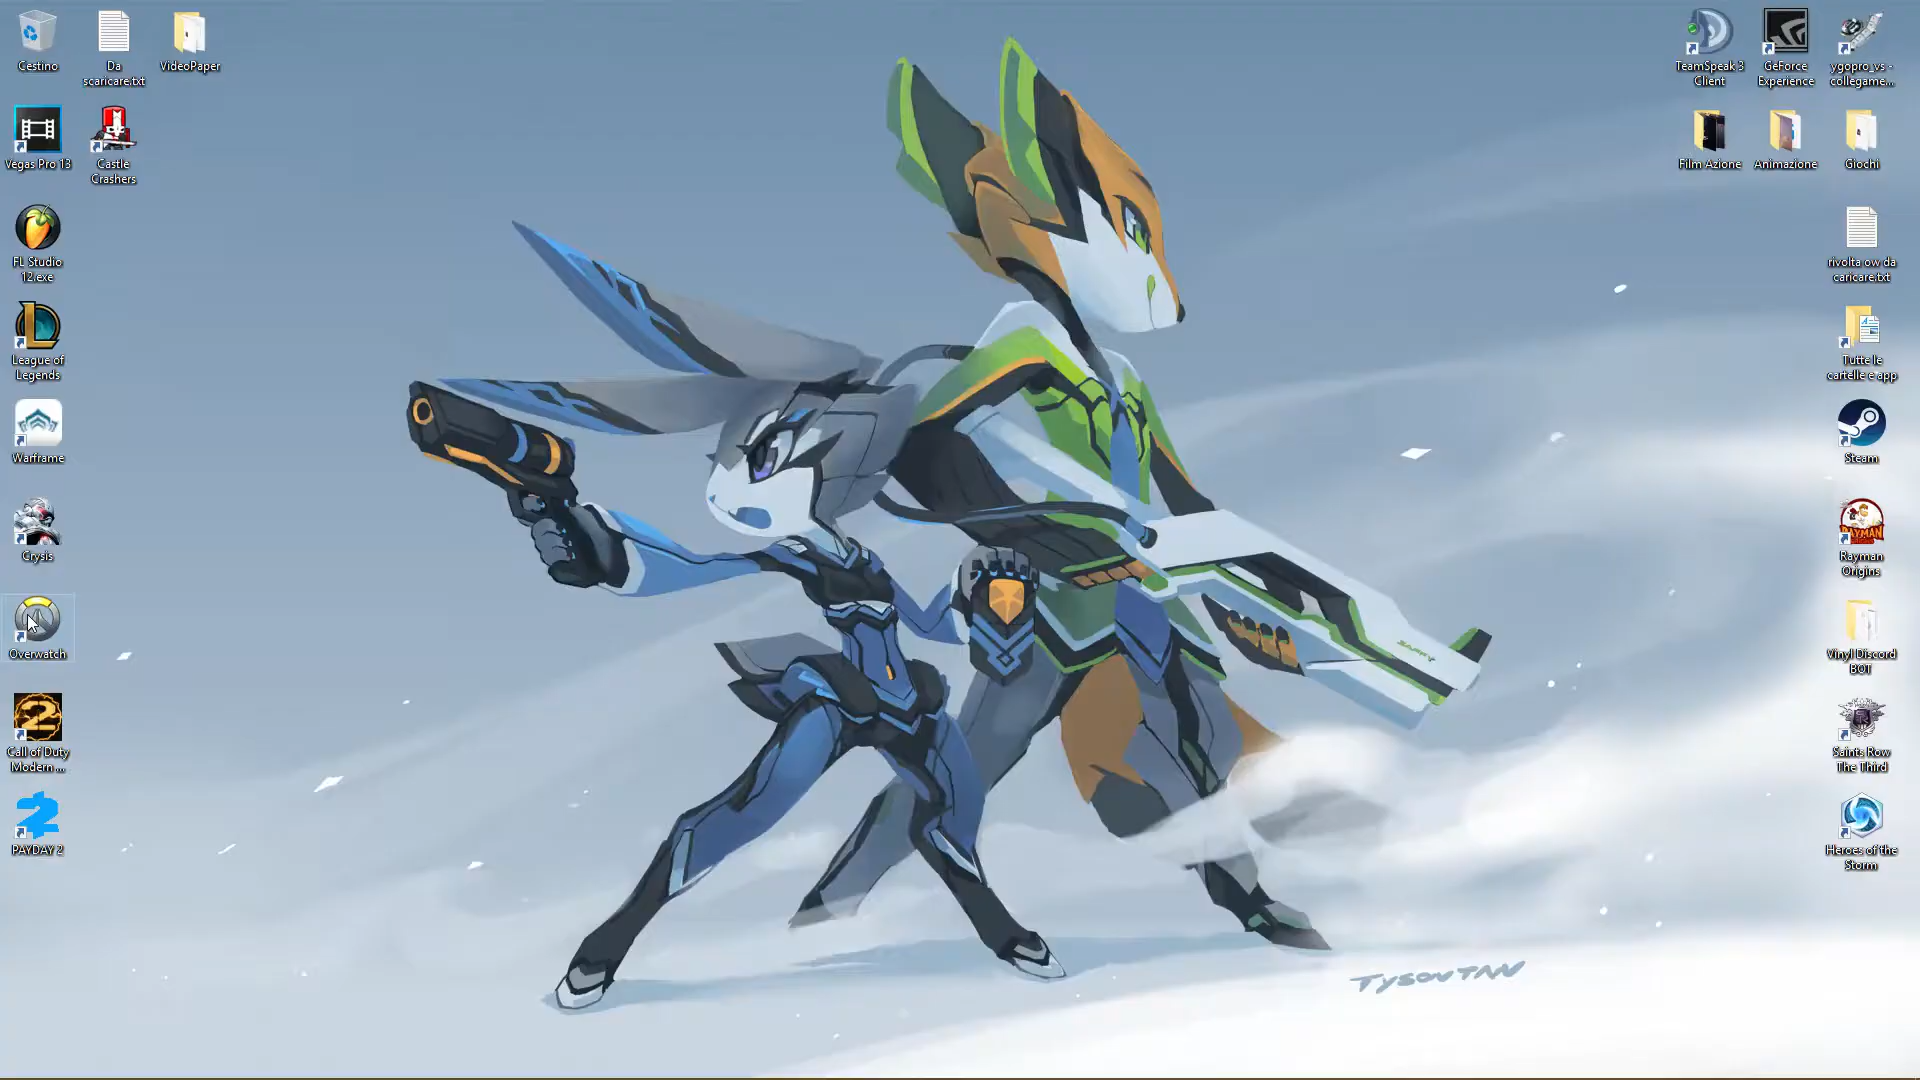 Cestino
Da
scaricare.txt
VideoPaper
Vegas Pro 13
Castle
Crashers
FL Studio
12.exe
League of
Legends
Warframe
Crysis
Overwatch
Call of Duty
Modern ...
PAYDAY 2
TeamSpeak 3
Client
GeForce
Experience
ygopro_vs -
collegame...
Film Azione
Animazione
Giochi
rivolta ow da
caricare.txt
Tutte le
cartelle e app
Steam
RAYMAN
Rayman
Origins
Vinyl Discord
BOT
Saints Row
The Third
Heroes of the
Storm
TYSONTAN